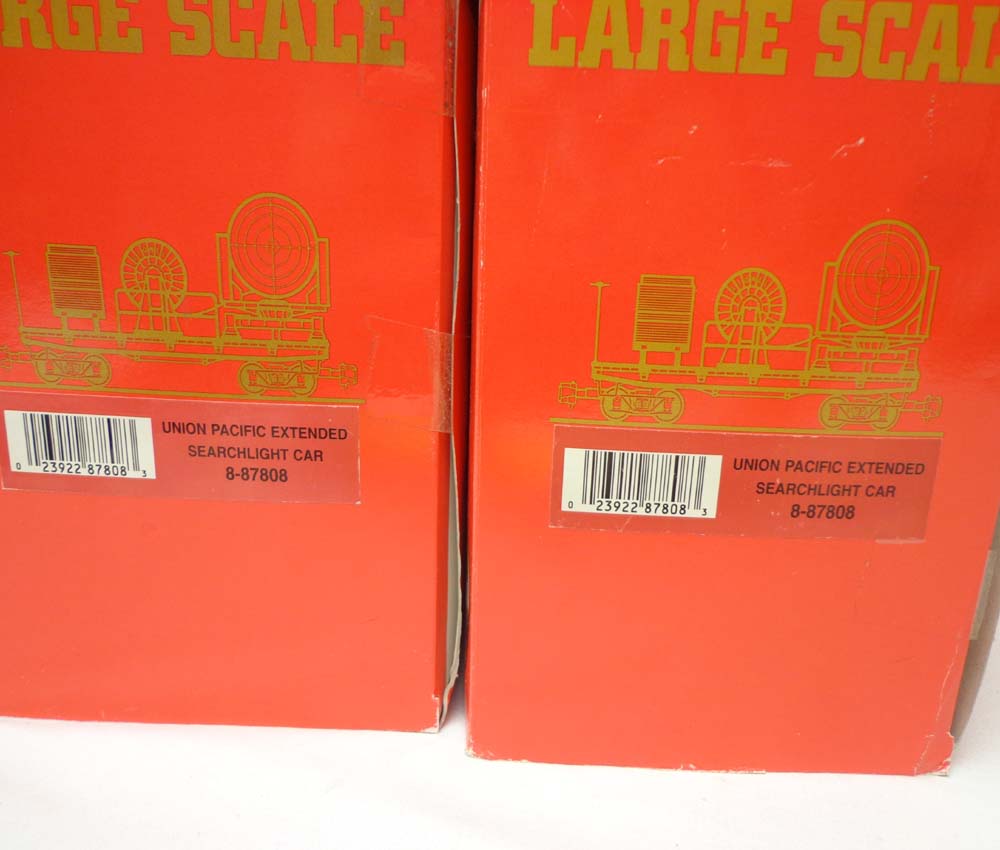 RGE SCALE
UNION PACIFIC EXTENDED
SEARCHLIGHT CAR
8-87808
0 23922 87808 3
LARGE SCAL
UNION PACIFIC EXTENDED
SEARCHLIGHT CAR
8-87808
0 23922 87808 3